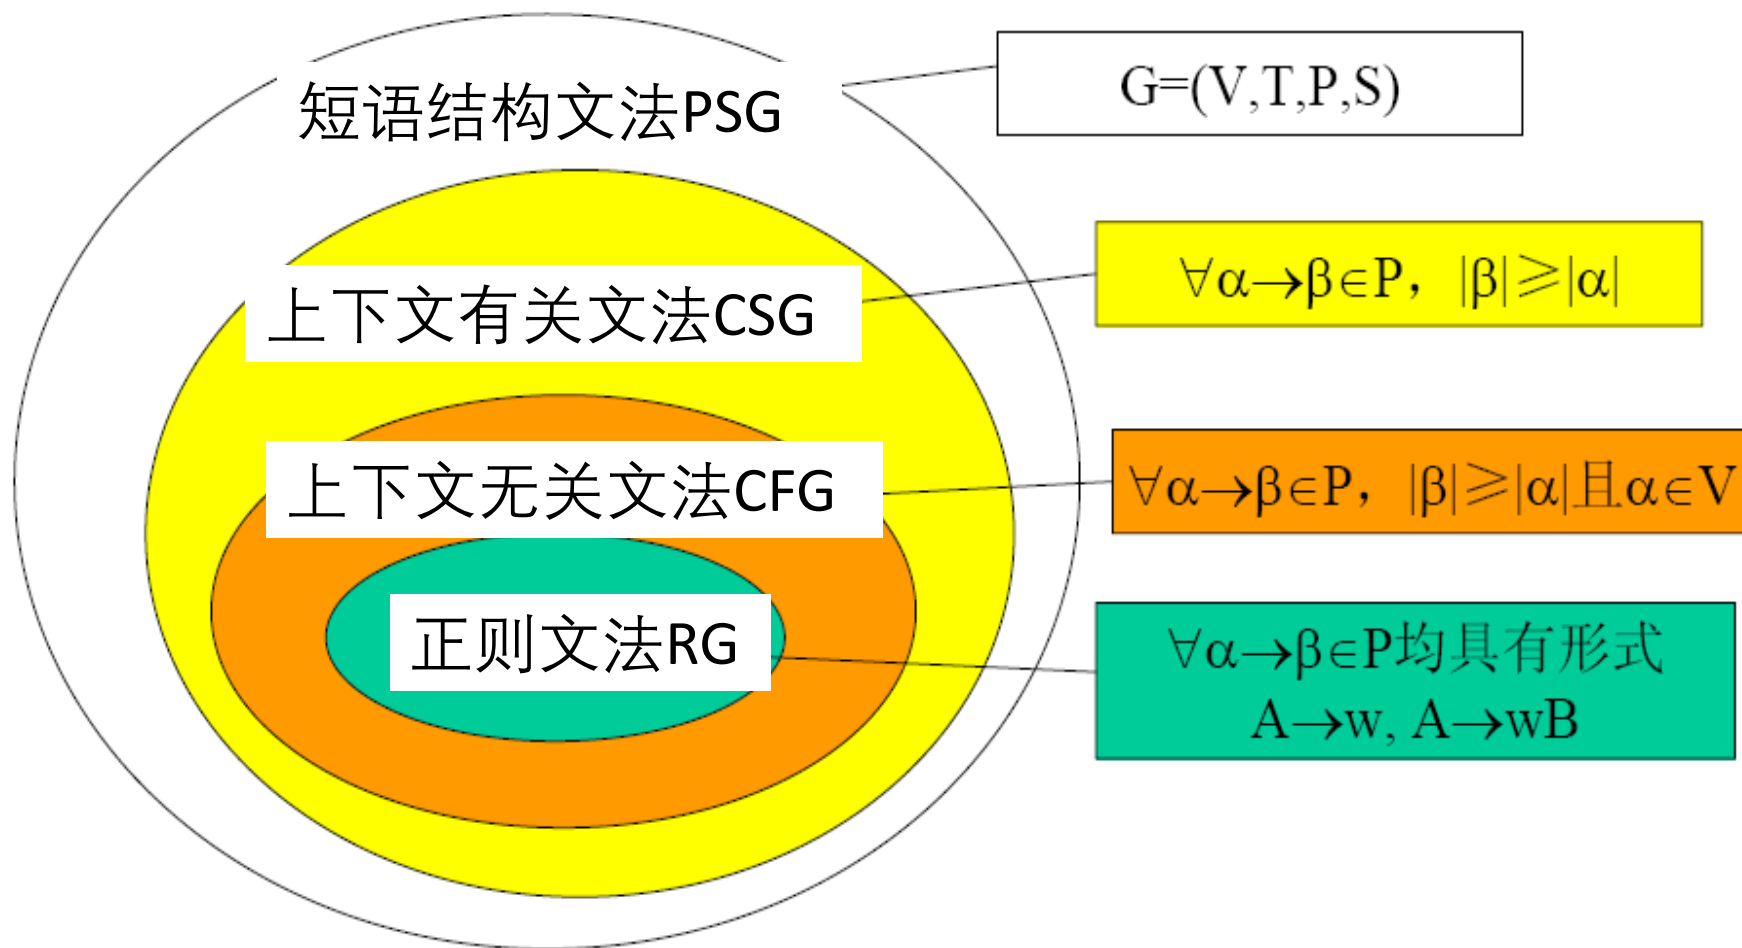 短语结构文法PSG
G=(V,T,P,S)
上下文有关文法CSG
∀α→β∈P，|β|≥|α|
上下文无关文法CFG
∀α→β∈P，|β|≥|α|且α∈V
正则文法RG
∀α→β∈P均具有形式
A→w, A→wB